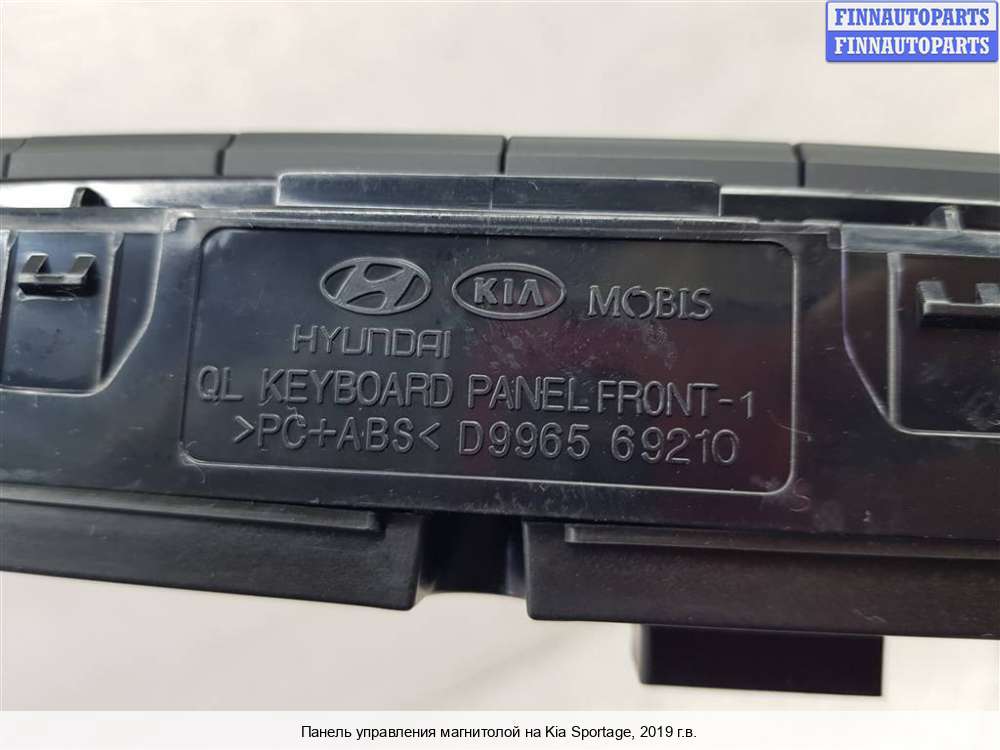 FINNAUTOPARTS
FINNAUTOPARTS
KIA MOBIS
HYUNDAI
QL KEYBOARD PANEL FRONT-1
>PC+ABS< D9965 69210
Панель управления магнитолой на Kia Sportage, 2019 г.в.